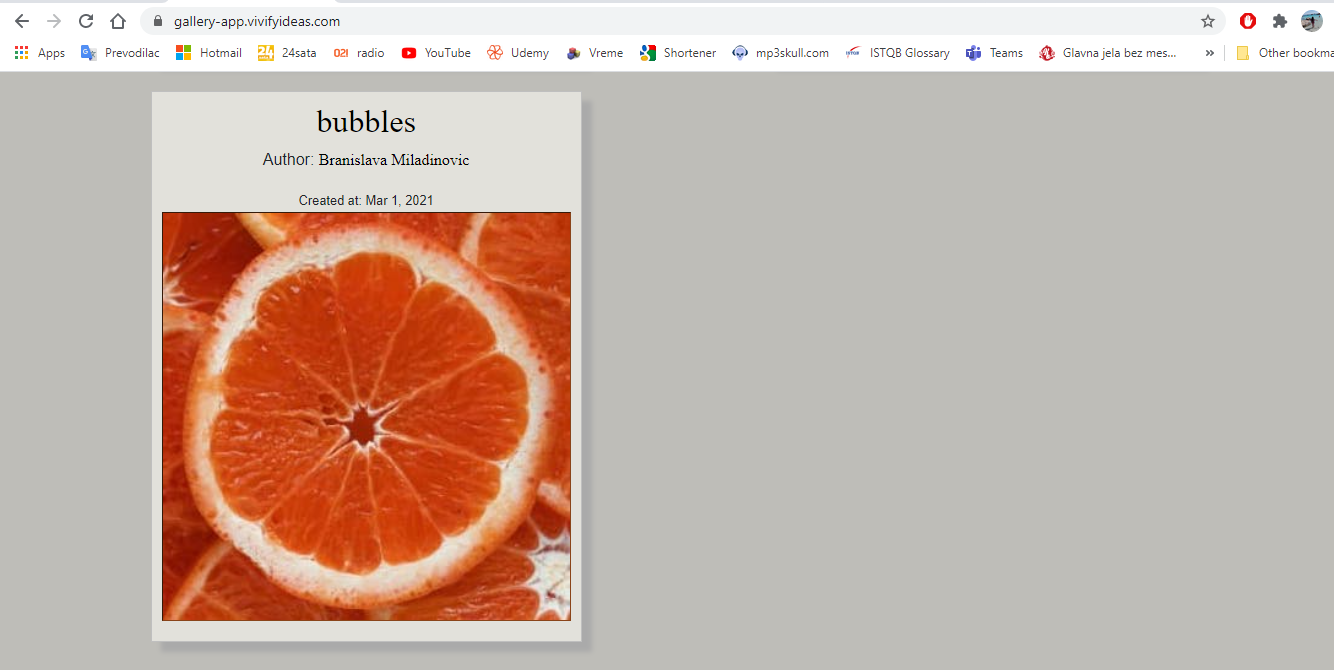 gallery-app.vivifyideas.com
Apps Prevodilac Hotmail 24sata 021 radio YouTube Udemy Vreme Shortener mp3skull.com ISTQB Glossary Teams Glavna jela bez mes... » Other bookma
bubbles
Author: Branislava Miladinovic
Created at: Mar 1, 2021